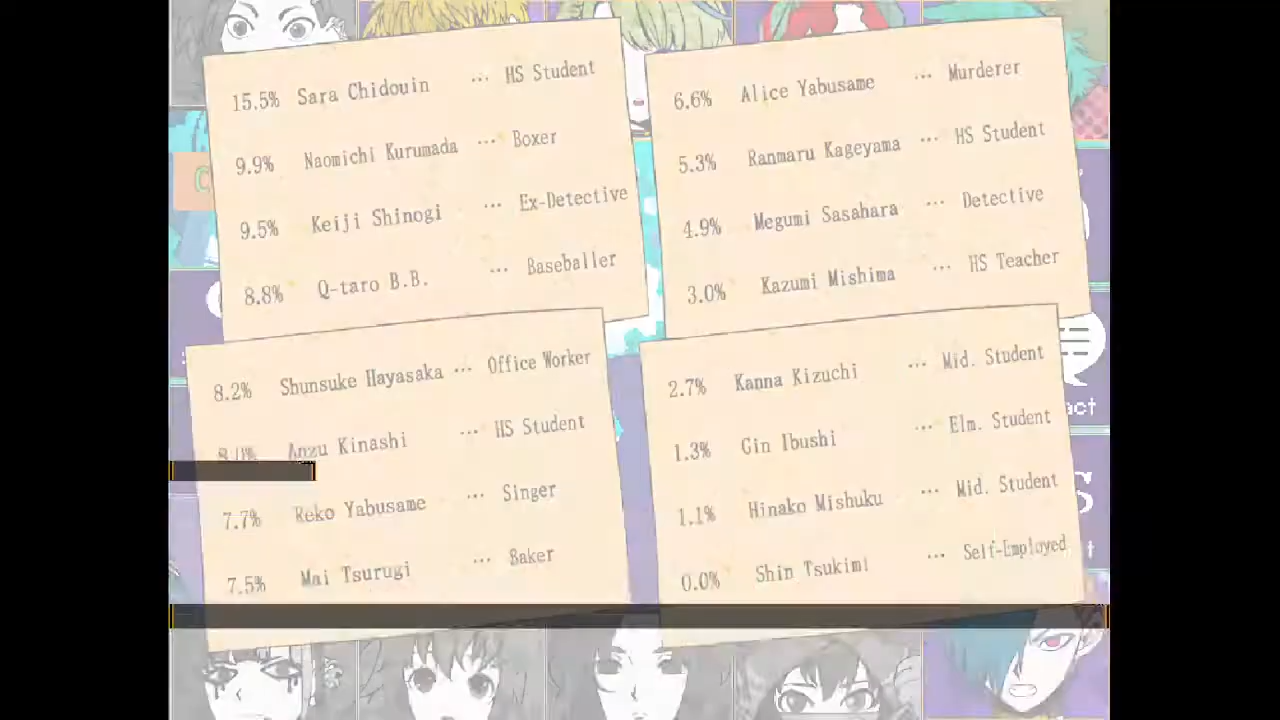 15.5% Sara Chidouin ... HS Student
9.9% Naomichi Kurumada ... Boxer
9.5% Keiji Shinogi ... Ex-Detective
8.8% Q-taro B.B. ... Baseballer
6.6% Alice Yabusame ... Murderer
5.3% Ranmaru Kageyama ... HS Student
4.9% Megumi Sasahara ... Detective
3.0% Kazumi Mishima ... HS Teacher
8.2% Shunsuke Hayasaka ... Office Worker
Anzu Kinashi ... HS Student
7.7% Reko Yabusame ... Singer
7.5% Mai Tsurugi ... Baker
2.7% Kanna Kizuchi ... Mid. Student
1.3% Gin Ibushi ... Elm. Student
1.1% Hinako Mishuku ... Mid. Student
0.0% Shin Tsukimi ... Self-Employed